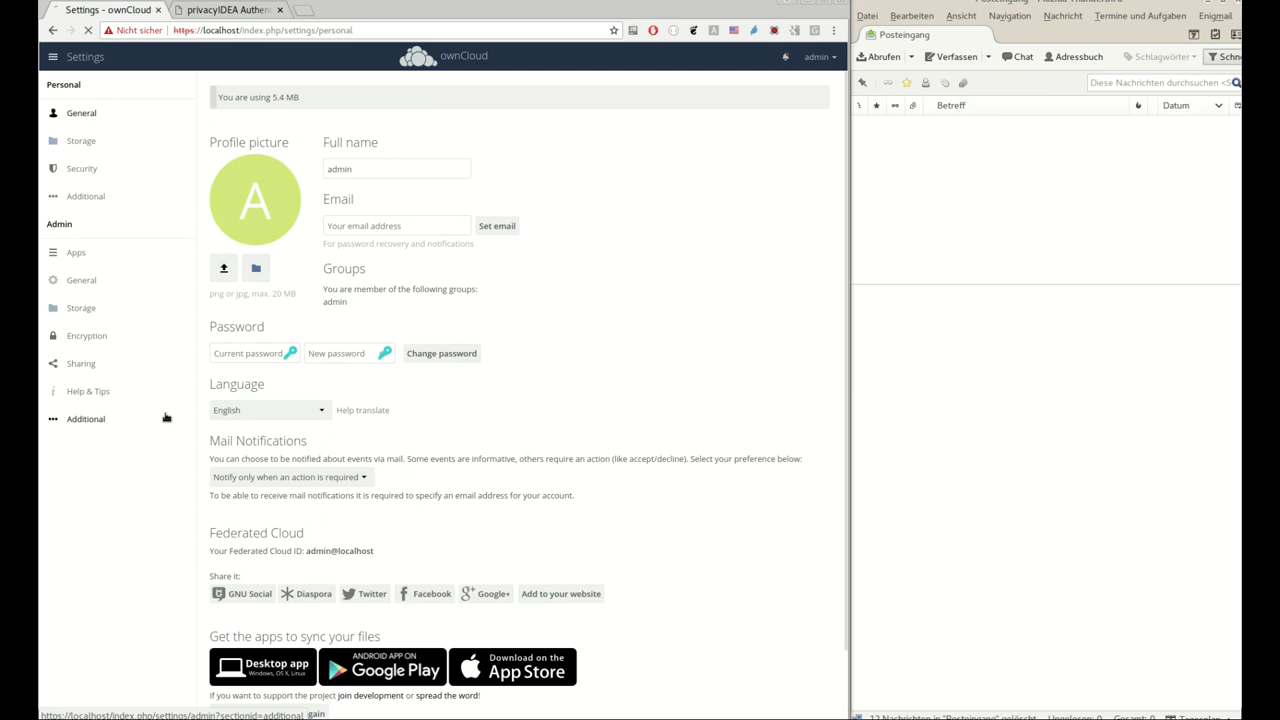 Settings - ownCloud
privacyIDEA Authen
Nicht sicher
https://localhost/index.php/settings/personal
Settings
ownCloud
admin
Personal
General
Storage
Security
Additional
Admin
Apps
General
Storage
Encryption
Sharing
Help & Tips
Additional
You are using 5.4 MB
Profile picture
A
png or jpg, max. 20 MB
Full name
admin
Email
Your email address
Set email
For password recovery and notifications
Groups
You are member of the following groups:
admin
Password
Current password
New password
Change password
Language
English
Help translate
Mail Notifications
You can choose to be notified about events via mail. Some events are informative, others require an action (like accept/decline). Select your preference below:
Notify only when an action is required
To be able to receive mail notifications it is required to specify an email address for your account.
Federated Cloud
Your Federated Cloud ID: admin@localhost
Share it:
GNU Social
Diaspora
Twitter
Facebook
Google+
Add to your website
Get the apps to sync your files
Desktop app
Windows, OS X, Linux
ANDROID APP ON
Google Play
Download on the
App Store
If you want to support the project join development or spread the word!
https://localhost/index.php/settings/admin?sectionid=additional
gain
Datei
Bearbeiten
Ansicht
Navigation
Nachricht
Termine und Aufgaben
Enigmail
Posteingang
Abrufen
Verfassen
Chat
Adressbuch
Schlagwörter
Schne
Diese Nachrichten durchsuchen <S
Betreff
Datum